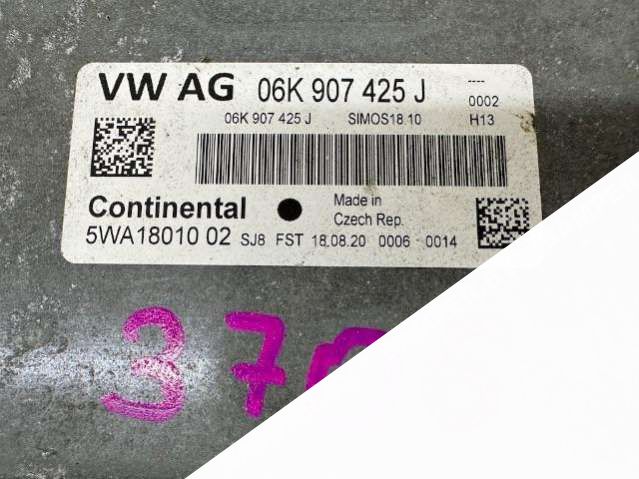 VW AG 06K 907 425 J ----
0002
06K 907 425 J SIMOS18.10 H13
Continental Made in
Czech Rep.
5WA18010 02 SJ8 FST 18.08.20 0006 0014
37